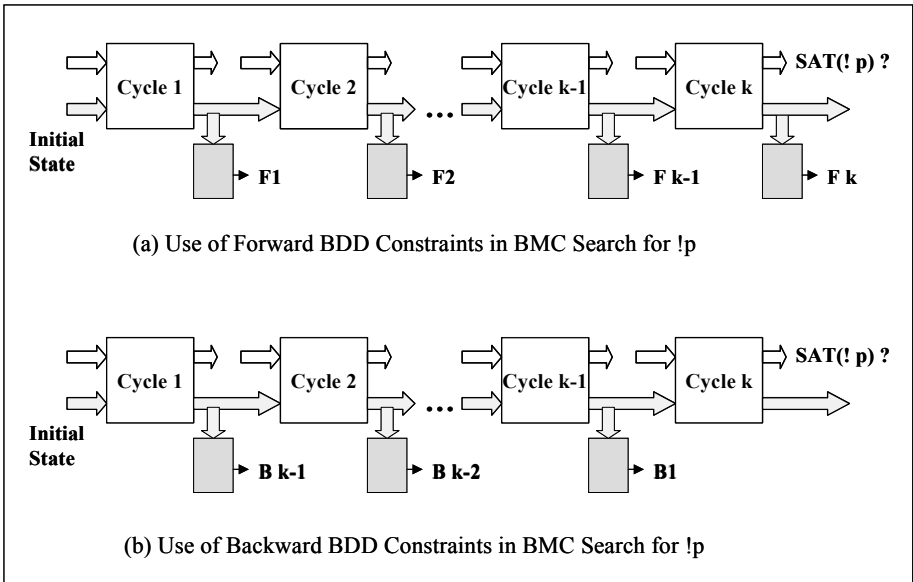 Cycle 1
Cycle 2
Cycle k-1
Cycle k
SAT(! p) ?
...
Initial
State
F1
F2
F k-1
F k
(a) Use of Forward BDD Constraints in BMC Search for !p
Cycle 1
Cycle 2
Cycle k-1
Cycle k
SAT(! p) ?
...
Initial
State
B k-1
B k-2
B1
(b) Use of Backward BDD Constraints in BMC Search for !p